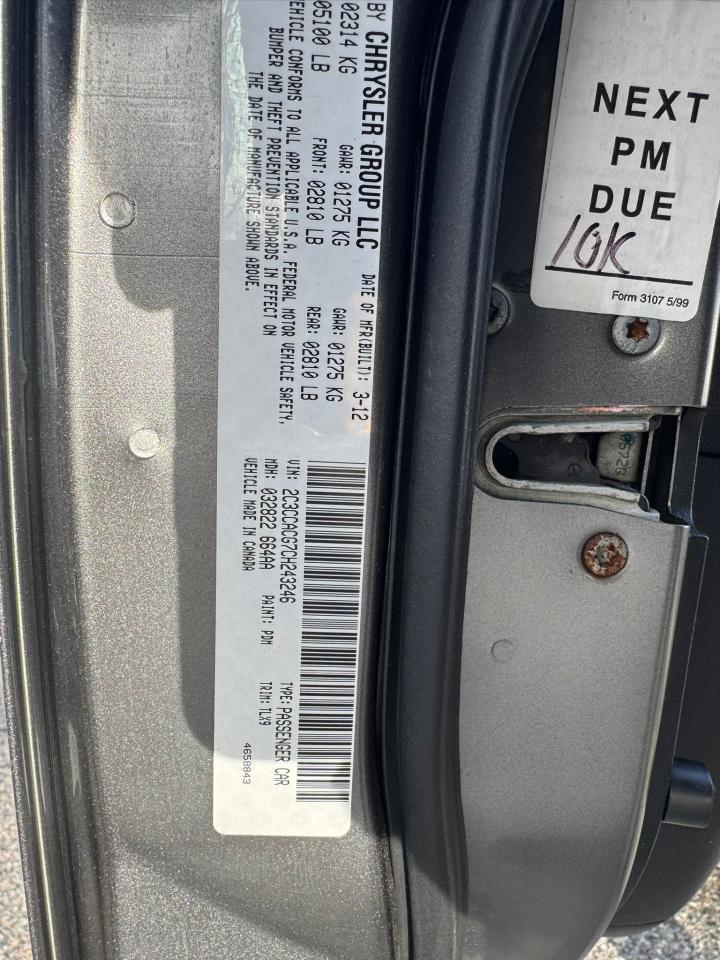 BY CHRYSLER GROUP LLC
DATE OF MFR(BUILT): 3-12
02314 KG GAWR: 01275 KG GAWR: 01275 KG
05100 LB FRONT: 02810 LB REAR: 02810 LB
VEHICLE CONFORMS TO ALL APPLICABLE U.S.A. FEDERAL MOTOR VEHICLE SAFETY,
BUMPER AND THEFT PREVENTION STANDARDS IN EFFECT ON
THE DATE OF MANUFACTURE SHOWN ABOVE.
VIN: 2C3CCACG7CH243246 TYPE: PASSENGER CAR
MDH: 032822 664AA PAINT: PDM TRIM: TLX9
VEHICLE MADE IN CANADA
4658843
NEXT
PM
DUE
10K
Form 3107 5/99